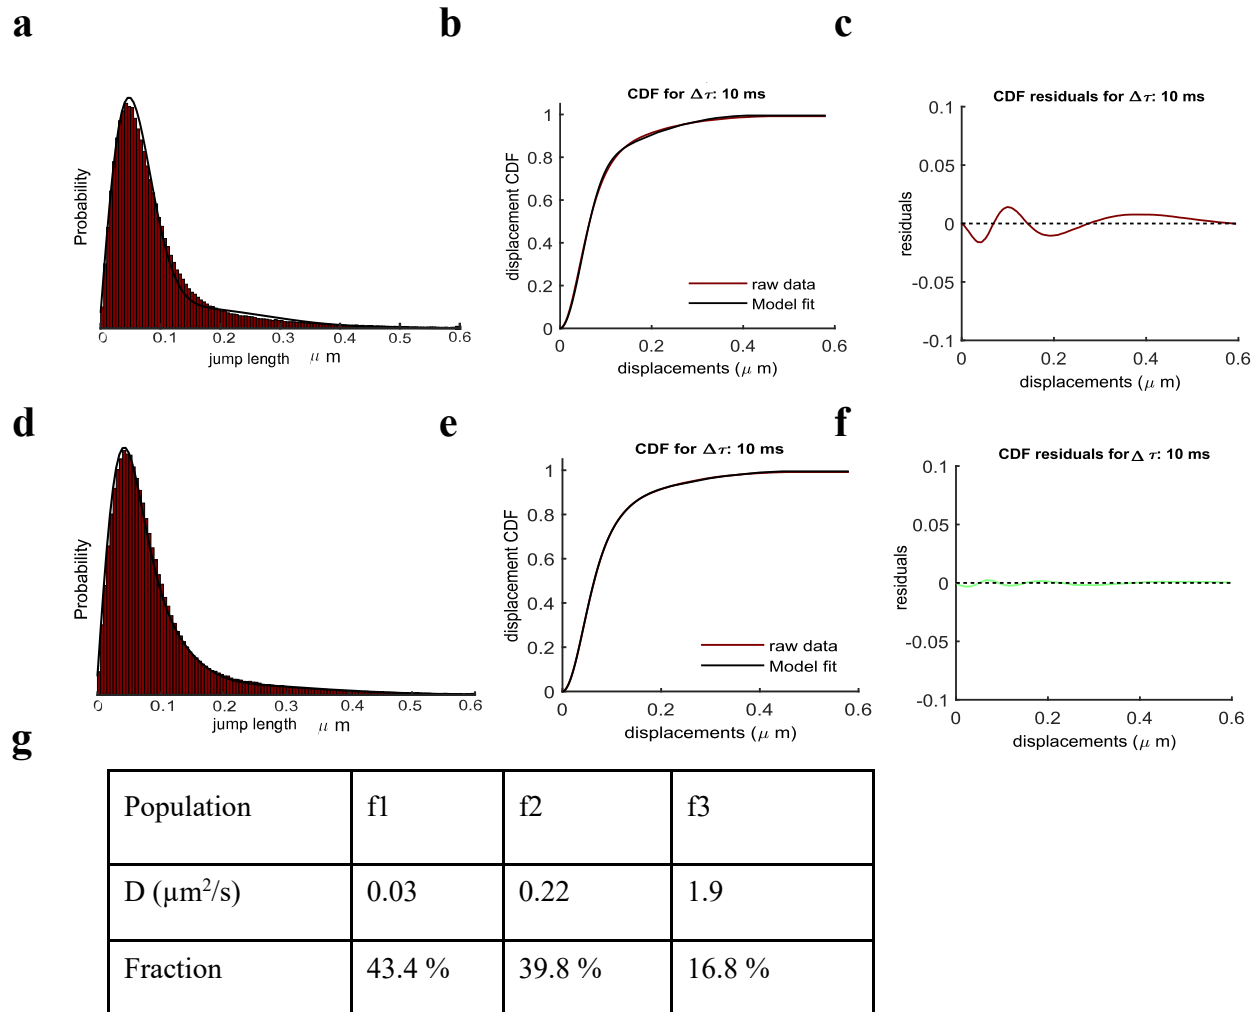 a
b
c
Probability
0
0.1
0.2
0.3
0.4
0.5
0.6
jump length μ m
CDF for Δτ: 10 ms
displacement CDF
1
0.8
0.6
0.4
0.2
0
raw data
Model fit
0
0.2
0.4
0.6
displacements (μ m)
CDF residuals for Δτ: 10 ms
residuals
0.1
0.05
0
-0.05
-0.1
0
0.2
0.4
0.6
displacements (μ m)
d
e
f
Probability
0
0.1
0.2
0.3
0.4
0.5
0.6
jump length μ m
CDF for Δτ: 10 ms
displacement CDF
1
0.8
0.6
0.4
0.2
0
raw data
Model fit
0
0.2
0.4
0.6
displacements (μ m)
CDF residuals for Δ τ: 10 ms
residuals
0.1
0.05
0
-0.05
-0.1
0
0.2
0.4
0.6
displacements (μ m)
g
Population f1 f2 f3
D (µm²/s) 0.03 0.22 1.9
Fraction 43.4 % 39.8 % 16.8 %